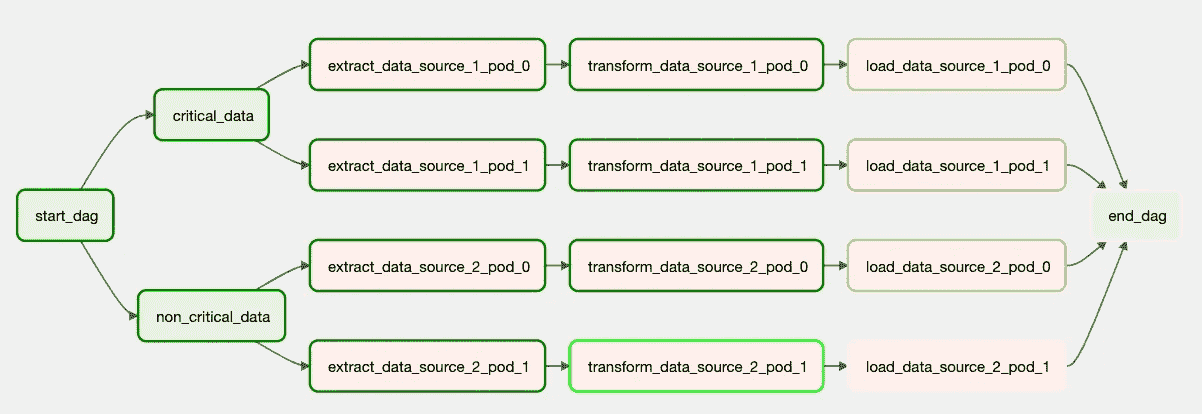 extract_data_source_1_pod_0
transform_data_source_1_pod_0
load_data_source_1_pod_0
critical_data
extract_data_source_1_pod_1
transform_data_source_1_pod_1
load_data_source_1_pod_1
start_dag
end_dag
extract_data_source_2_pod_0
transform_data_source_2_pod_0
load_data_source_2_pod_0
non_critical_data
extract_data_source_2_pod_1
transform_data_source_2_pod_1
load_data_source_2_pod_1